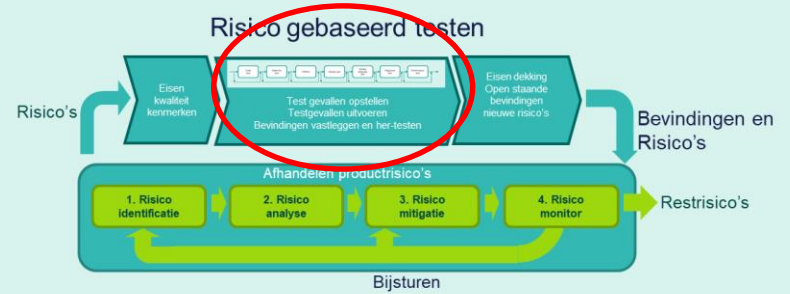 Risico gebaseerd testen
Eisen
kwaliteit
kenmerken
Test gevallen opstellen
Testgevallen uitvoeren
Bevindingen vastleggen en her-testen
Eisen dekking
Open staande
bevindingen
nieuwe risico's
Risico's
Bevindingen en
Risico's
Afhandelen productrisico's
1. Risico
identificatie
2. Risico
analyse
3. Risico
mitigatie
4. Risico
monitor
Restrisico's
Bijsturen